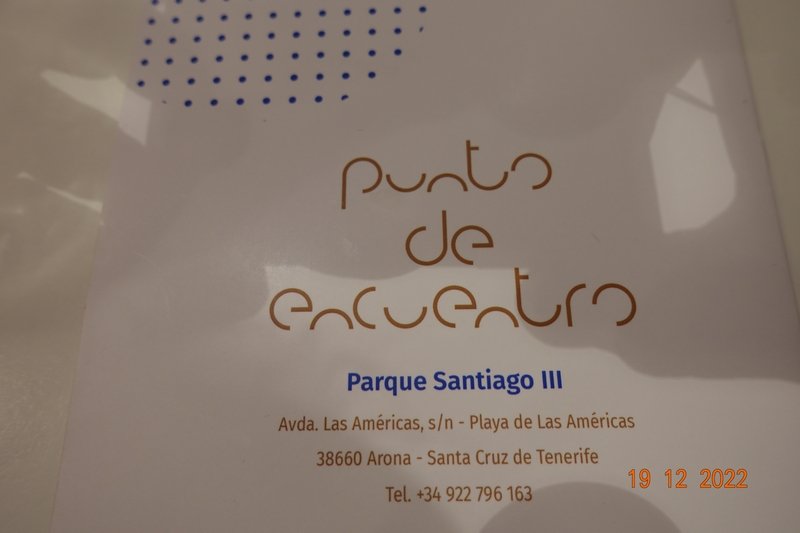 punto
de
encuentro
Parque Santiago III
Avda. Las Américas, s/n - Playa de Las Américas
38660 Arona - Santa Cruz de Tenerife
Tel. +34 922 796 163
19 12 2022